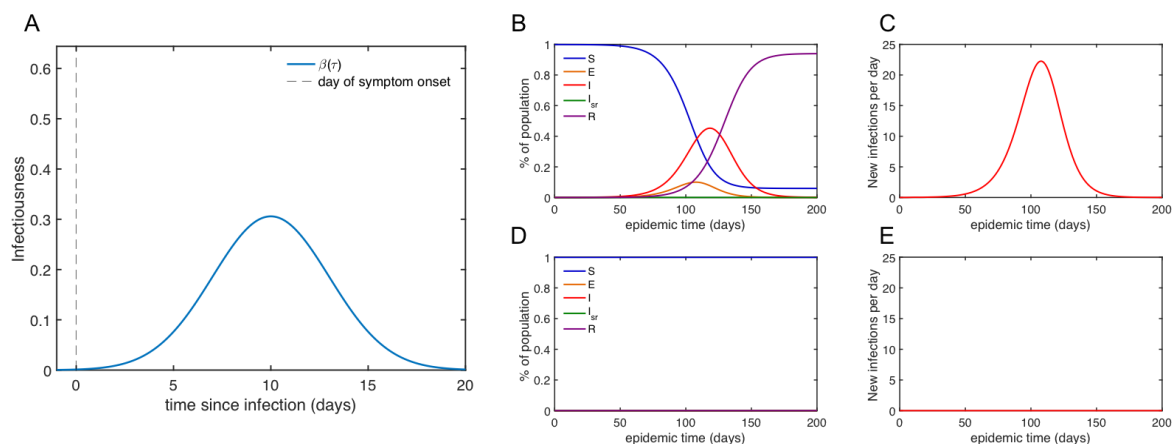 A
0.6
0.5
0.4
0.3
0.2
0.1
0
Infectiousness
β(τ)
day of symptom onset
0
5
10
15
20
time since infection (days)
B
1
0.8
0.6
0.4
0.2
0
% of population
S
E
I
I_sr
R
0
50
100
150
200
epidemic time (days)
C
25
20
15
10
5
0
New infections per day
0
50
100
150
200
epidemic time (days)
D
1
0.8
0.6
0.4
0.2
0
% of population
S
E
I
I_sr
R
0
50
100
150
200
epidemic time (days)
E
25
20
15
10
5
0
New infections per day
0
50
100
150
200
epidemic time (days)